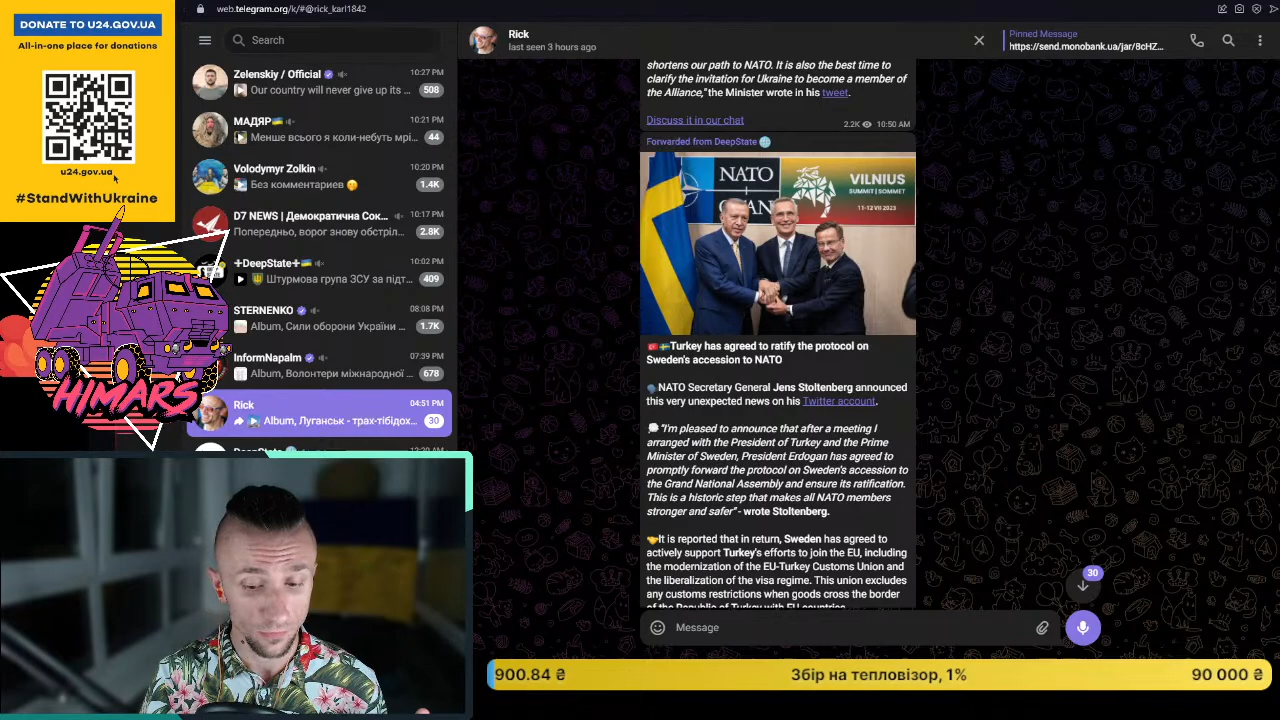 DONATE TO U24.GOV.UA
All-in-one place for donations
u24.gov.ua
#StandWithUkraine
HIMARS
web.telegram.org/k/#@rick_karl1842
Search
Zelenskiy / Official
10:27 PM
Our country will never give up its ...
508
МАДЯР
10:22 PM
Менше всього я коли-небуть мрі...
44
Volodymyr Zolkin
10:20 PM
Без комментариев
1.4K
D7 NEWS | Демократична Сок...
10:17 PM
Попередньо, ворог знову обстріл...
2.8K
+DeepState+
10:02 PM
Штурмова група ЗСУ за підт...
409
STERNENKO
08:08 PM
Album, Сили оборони України ...
1.7K
InformNapalm
07:39 PM
Album, Волонтери міжнародної ...
678
Rick
04:51 PM
Album, Луганськ - трах-тібідох...
30
Rick
last seen 3 hours ago
Pinned Message
https://send.monobank.ua/jar/8cHZ...
shortens our path to NATO. It is also the best time to
clarify the invitation for Ukraine to become a member of
the Alliance," the Minister wrote in his tweet.
Discuss it in our chat
2.2K 10:50 AM
Forwarded from DeepState
NATO
OTAN
VILNIUS
SUMMIT | SOMMET
11-12 VII 2023
Turkey has agreed to ratify the protocol on
Sweden's accession to NATO
NATO Secretary General Jens Stoltenberg announced
this very unexpected news on his Twitter account.
"I'm pleased to announce that after a meeting I
arranged with the President of Turkey and the Prime
Minister of Sweden, President Erdogan has agreed to
promptly forward the protocol on Sweden's accession to
the Grand National Assembly and ensure its ratification.
This is a historic step that makes all NATO members
stronger and safer" - wrote Stoltenberg.
It is reported that in return, Sweden has agreed to
actively support Turkey's efforts to join the EU, including
the modernization of the EU-Turkey Customs Union and
the liberalization of the visa regime. This union excludes
any customs restrictions when goods cross the border
of the Republic of Turkey with EU countries.
30
Message
900.84 ₴
Збір на тепловізор, 1%
90 000 ₴